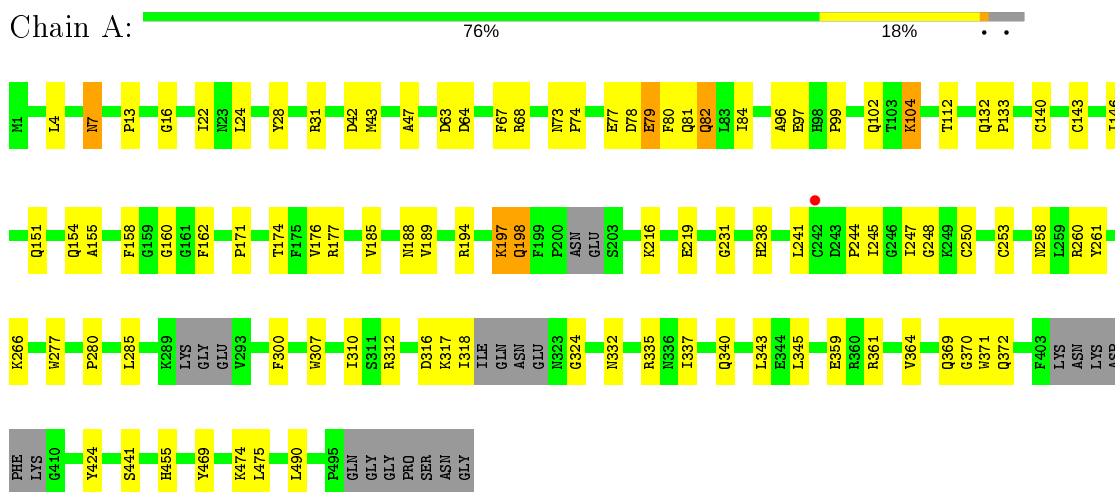 Chain A:
76% 18%
M1 L4 N7 P13 G16 I22 N23 L24 Y28 R31 D42 M43 A47 D63 D64 F67 R68 N73 P74 E77 D78 E79 F80 Q81 Q82 L83 I84 A96 E97 H98 P99 Q102 T103 K104 T112 Q132 P133 C140 C143
Q151 Q154 A155 F158 G159 G160 G161 F162 P171 T174 F175 V176 R177 V185 N188 V189 R194 K197 Q198 F199 P200 ASN GLU S203 K216 E219 G231 H238 L241 C242 D243 P244 I245 G246 I247 G248 K249 C250 C253 N258 L259 R260 Y261
K266 W277 P280 L285 K289 LYS GLY GLU V293 F300 W307 I310 S311 R312 D316 K317 I318 ILE GLN ASN GLU N323 G324 N332 R335 N336 I337 Q340 L343 E344 L345 E359 R360 R361 V364 Q369 G370 W371 Q372 F403 LYS ASN LYS ASP
PHE LYS G410 Y424 S441 H455 Y469 K474 L475 L490 P495 GLN GLY GLY PRO SER ASN GLY